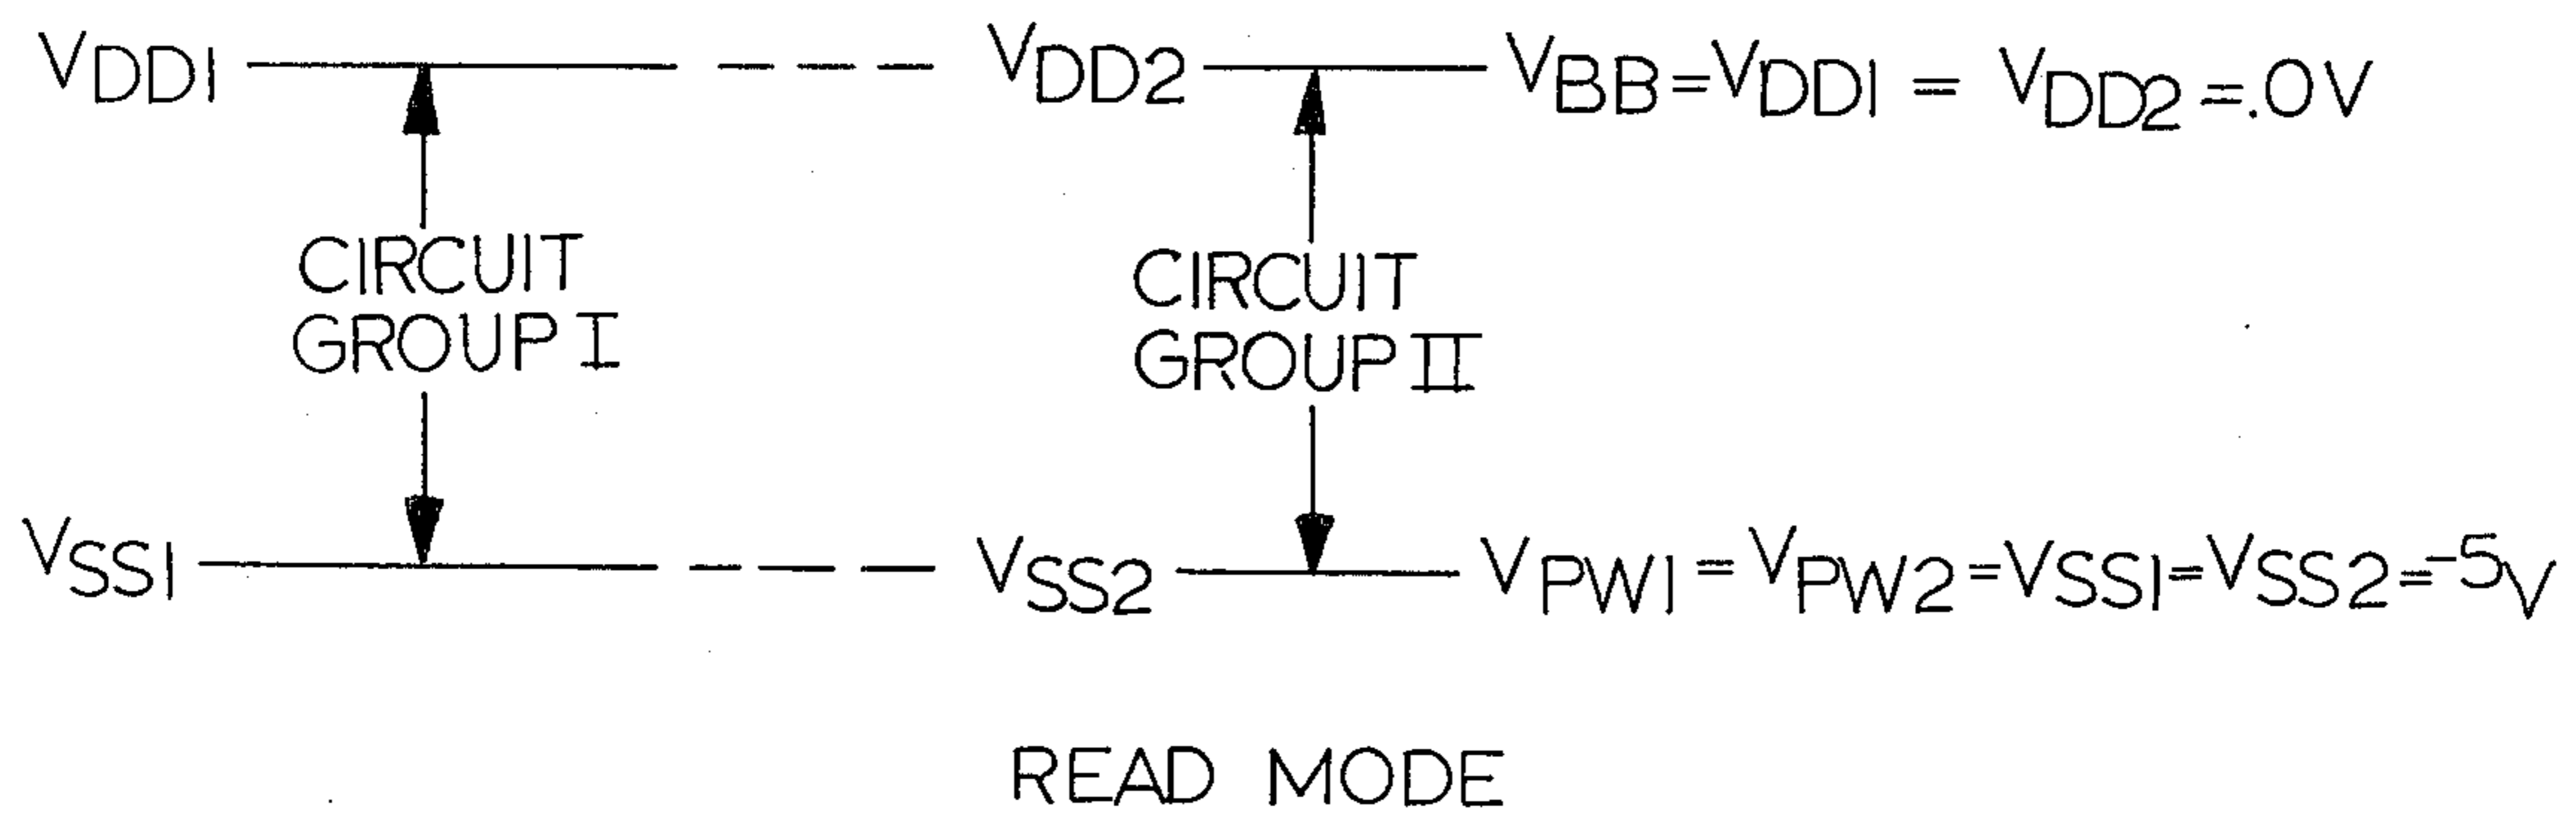 VDD1 VDD2 VBB=VDD1 = VDD2=.0V
CIRCUIT
GROUP I
CIRCUIT
GROUP II
VSS1 VSS2 VPW1 = VPW2=VSS1=VSS2=-5V
READ MODE